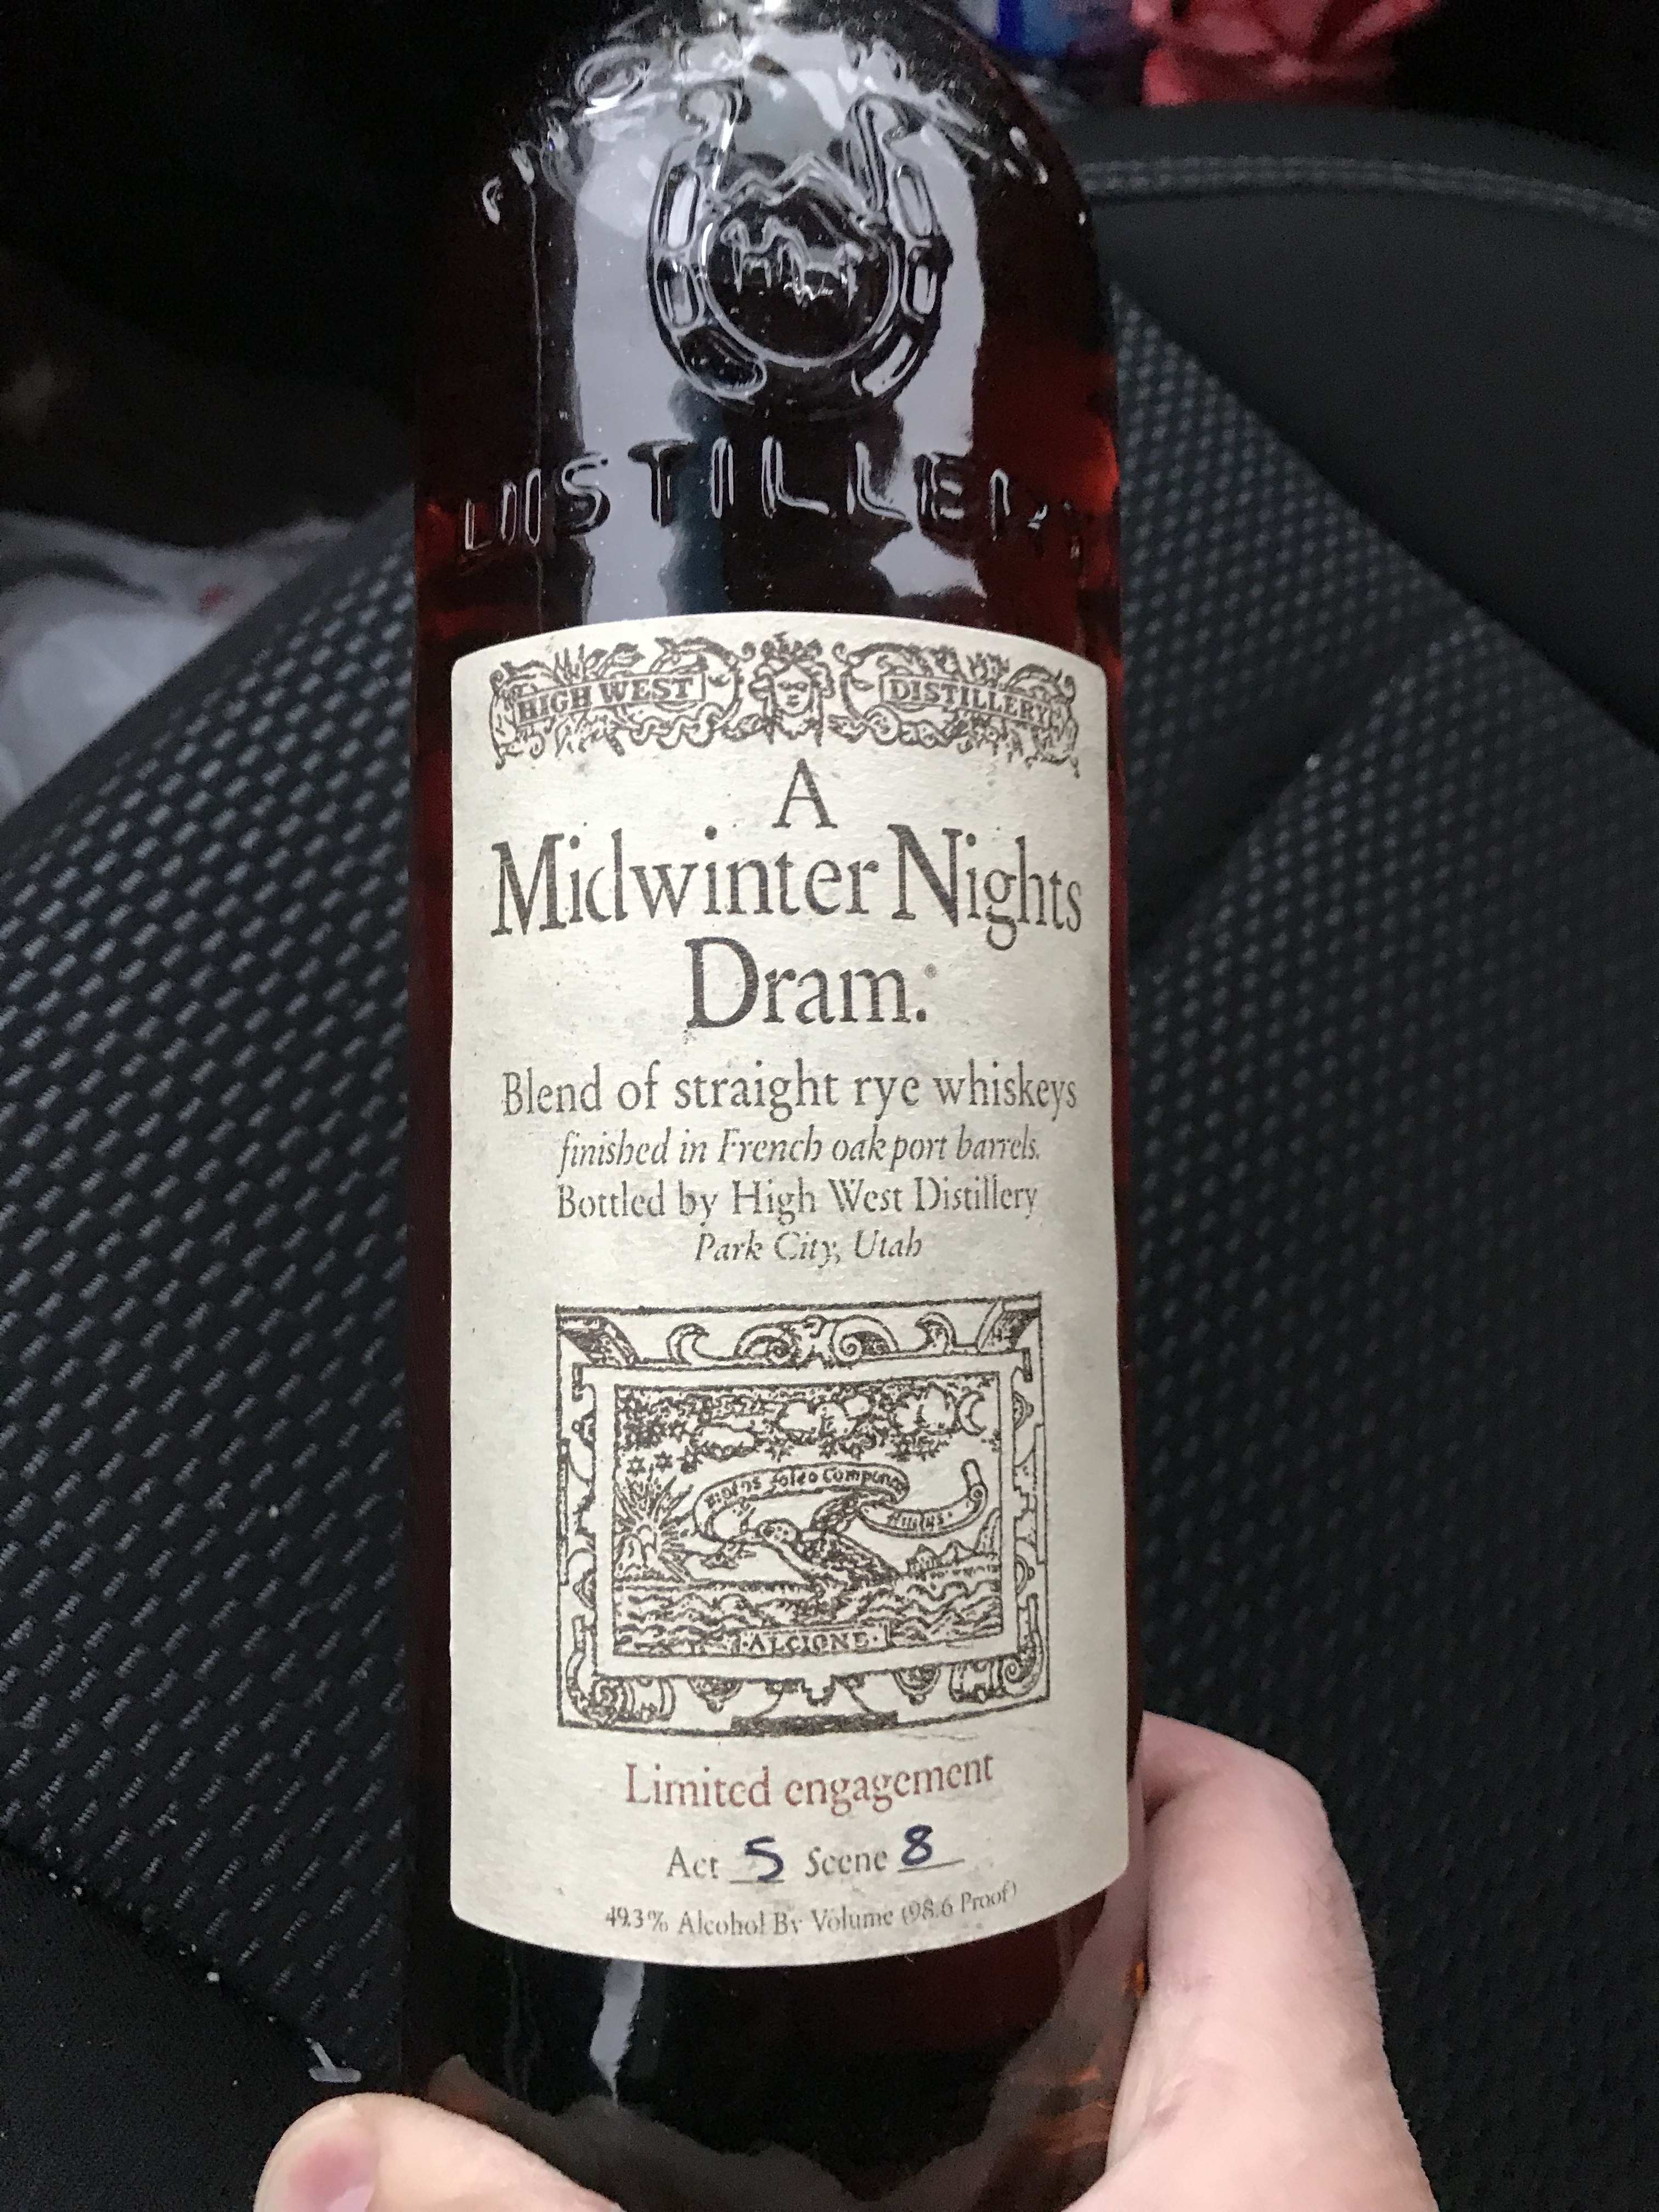 DISTILLERY
HIGH WEST DISTILLERY
A
Midwinter Nights
Dram.
Blend of straight rye whiskeys
finished in French oak port barrels.
Bottled by High West Distillery
Park City, Utah
ALCIONE
Limited engagement
Act 5 Scene 8
49.3% Alcohol By Volume (98.6 Proof)